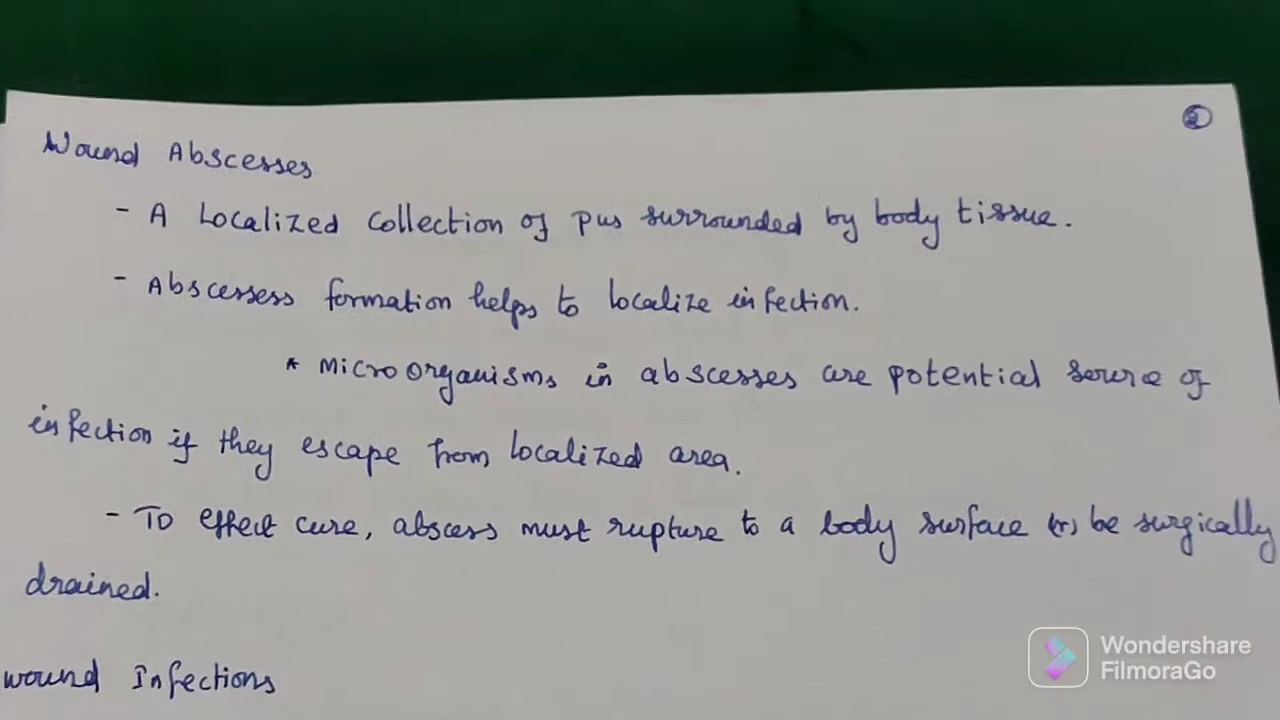 Wound Abscesses
- A Localized collection of pus surrounded by body tissue.
- Abscessess formation helps to localize infection.
* Microorganisms in abscesses are potential source of
infection if they escape from localized area.
- To effect cure, abscess must rupture to a body surface (r) be surgically
drained.
Wound Infections
Wondershare
FilmoraGo